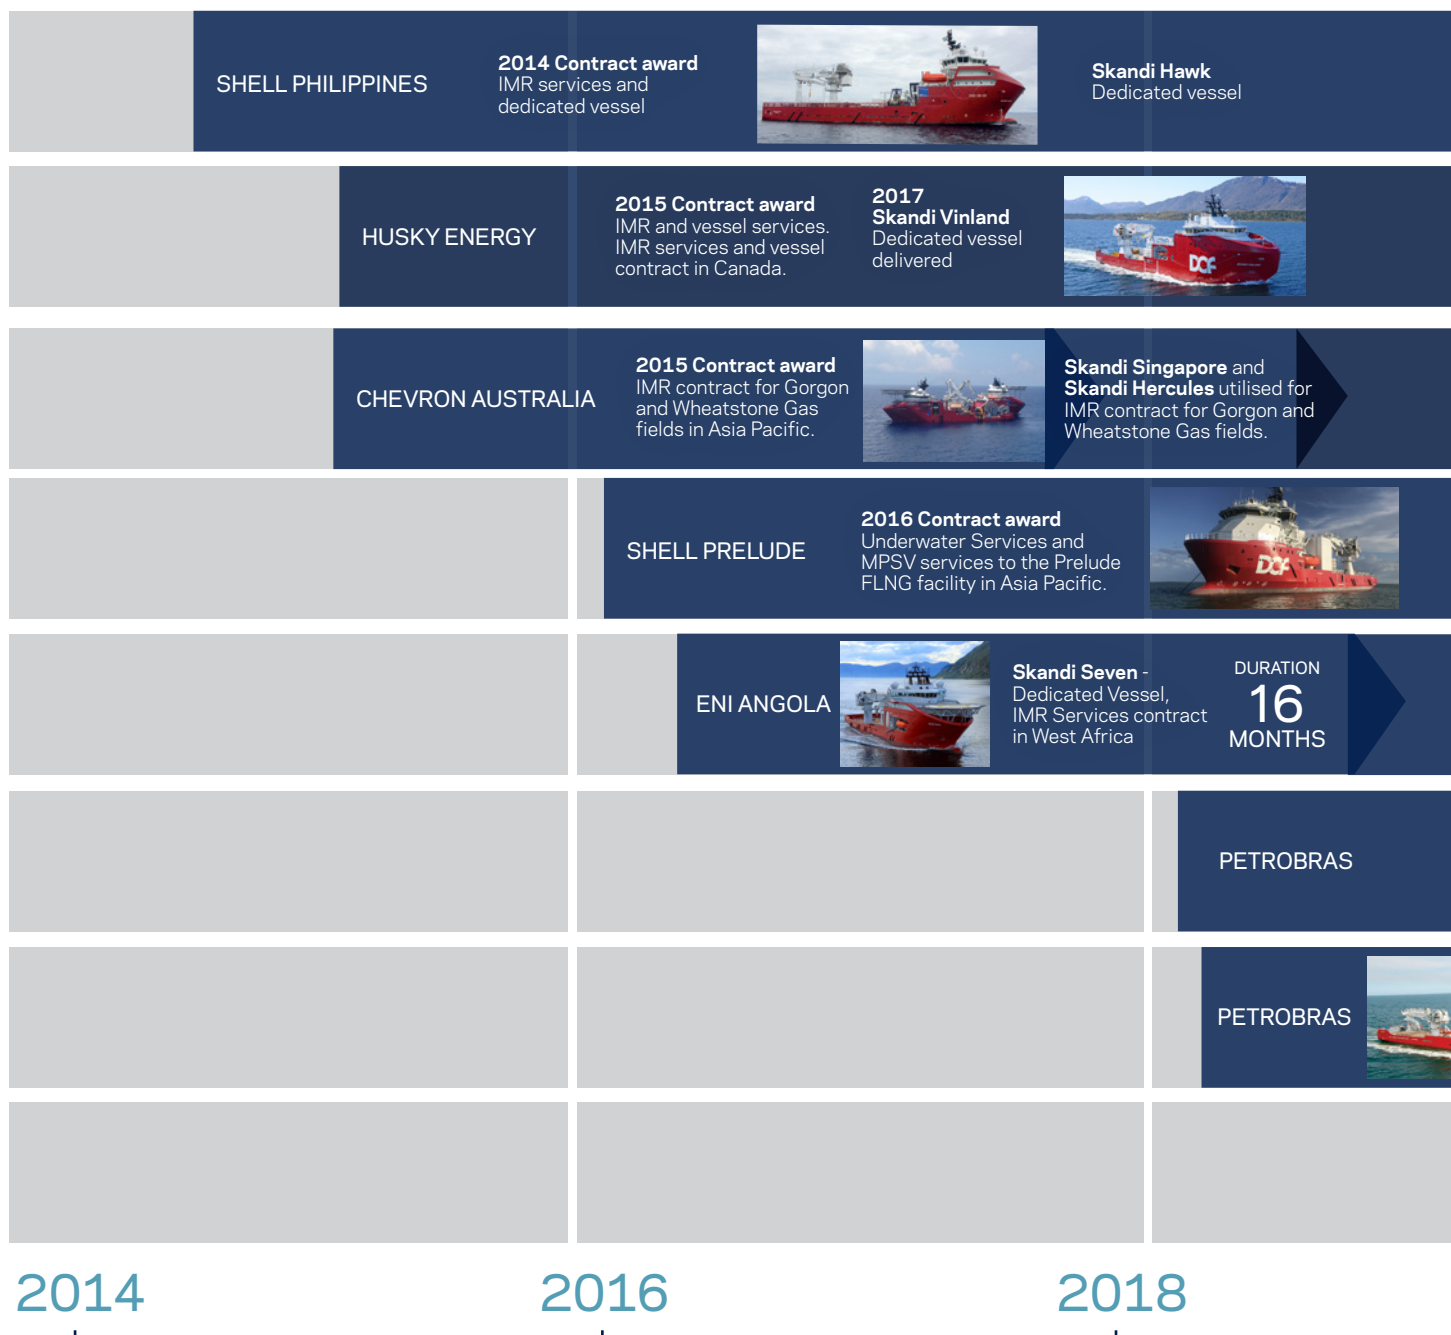 SHELL PHILIPPINES
2014 Contract award
IMR services and
dedicated vessel
Skandi Hawk
Dedicated vessel
HUSKY ENERGY
2015 Contract award
IMR and vessel services.
IMR services and vessel
contract in Canada.
2017
Skandi Vinland
Dedicated vessel
delivered
DOF
CHEVRON AUSTRALIA
2015 Contract award
IMR contract for Gorgon
and Wheatstone Gas
fields in Asia Pacific.
Skandi Singapore and
Skandi Hercules utilised for
IMR contract for Gorgon and
Wheatstone Gas fields.
SHELL PRELUDE
2016 Contract award
Underwater Services and
MPSV services to the Prelude
FLNG facility in Asia Pacific.
DOF
ENI ANGOLA
Skandi Seven -
Dedicated Vessel,
IMR Services contract
in West Africa
DURATION
16
MONTHS
PETROBRAS
PETROBRAS
2014
2016
2018